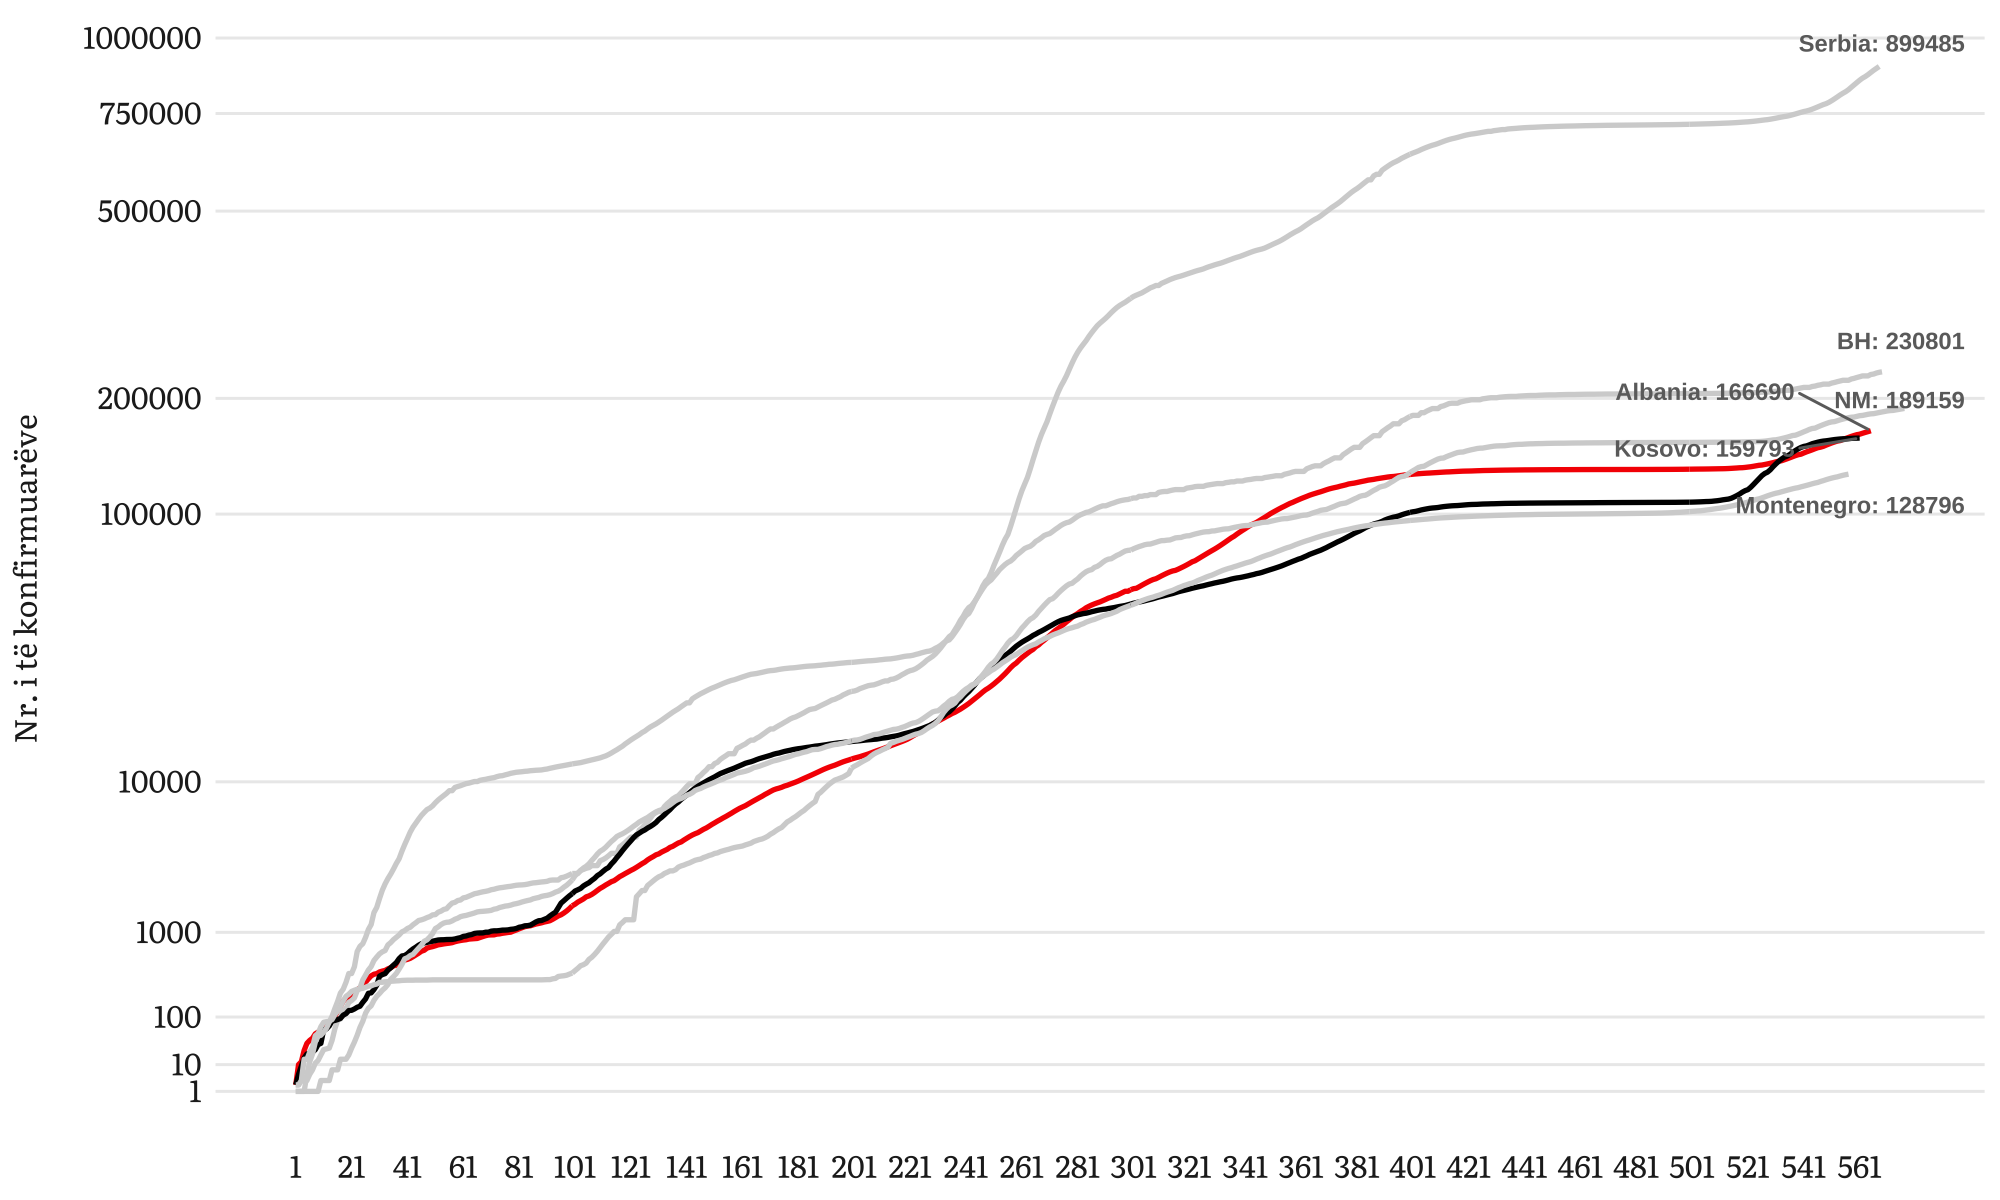 1000000
Serbia: 899485
750000
500000
BH: 230801
200000
Albania: 166690
NM: 189159
Kosovo: 159793
100000
Montenegro: 128796
Nr. i të konfirmuarëve
10000
1000
100
10
1
1 21 41 61 81 101 121 141 161 181 201 221 241 261 281 301 321 341 361 381 401 421 441 461 481 501 521 541 561